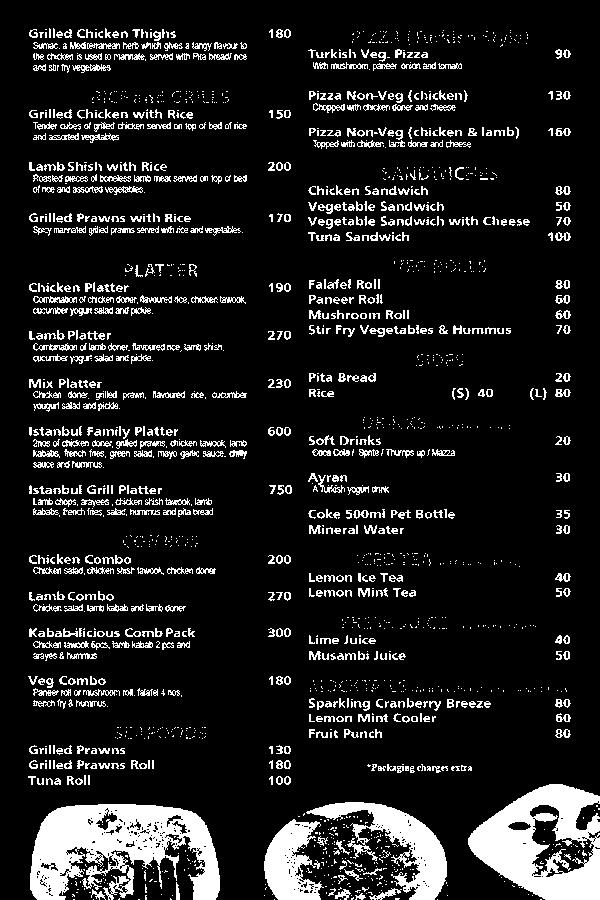 Grilled Chicken Thighs 180
Sumac, a Mediterranean herb which gives a tangy flavour to
the chicken is used to marinate, served with Pita bread/ rice
and stir fry vegetables
RICE and GRILLS
Grilled Chicken with Rice 150
Tender cubes of grilled chicken served on top of bed of rice
and assorted vegetables.
Lamb Shish with Rice 200
Roasted pieces of boneless lamb meat served on top of bed
of rice and assorted vegetables.
Grilled Prawns with Rice 170
Spicy marinated grilled prawns served with rice and vegetables.
PLATTER
Chicken Platter 190
Combination of chicken doner, flavoured rice, chicken tawook,
cucumber yogurt salad and pickle.
Lamb Platter 270
Combination of lamb doner, flavoured rice, lamb shish,
cucumber yogurt salad and pickle.
Mix Platter 230
Chicken doner, grilled prawn, flavoured rice, cucumber
yougurt salad and pickle.
Istanbul Family Platter 600
2nos of chicken doner, grilled prawns, chicken tawook, lamb
kababs, french fries, green salad, mayo garlic sauce, chilly
sauce and hummus.
Istanbul Grill Platter 750
Lamb chops, arayees, chicken shish tawook, lamb
kababs, french fries, salad, hummus and pita bread
COMBOS
Chicken Combo 200
Chicken salad, chicken shish tawook, chicken doner
Lamb Combo 270
Chicken salad, lamb kabab and lamb doner
Kabab-ilicious Comb Pack 300
Chicken tawook 6pcs, lamb kabab 2 pcs and
arayes & hummus
Veg Combo 180
Paneer roll or mushroom roll, falafel 4 nos,
french fry & hummus.
SEAFOODS
Grilled Prawns 130
Grilled Prawns Roll 180
Tuna Roll 100
PIZZA (Turkish Style)
Turkish Veg. Pizza 90
With mushroom, paneer onion and tomato
Pizza Non-Veg (chicken) 130
Chopped with chicken doner and cheese
Pizza Non-Veg (chicken & lamb) 160
Topped with chicken, lamb doner and cheese
SANDWICHES
Chicken Sandwich 80
Vegetable Sandwich 50
Vegetable Sandwich with Cheese 70
Tuna Sandwich 100
VEG ROLLS
Falafel Roll 80
Paneer Roll 60
Mushroom Roll 60
Stir Fry Vegetables & Hummus 70
SIDES
Pita Bread 20
Rice (S) 40 (L) 80
DRINKS
Soft Drinks 20
Coca Cola / Sprite / Thumps up / Mazza
Ayran 30
A Turkish yogurt drink
Coke 500ml Pet Bottle 35
Mineral Water 30
ICED TEA
Lemon Ice Tea 40
Lemon Mint Tea 50
FRESH JUICE
Lime Juice 40
Musambi Juice 50
MOCKTAILS
Sparkling Cranberry Breeze 80
Lemon Mint Cooler 60
Fruit Punch 80
*Packaging charges extra